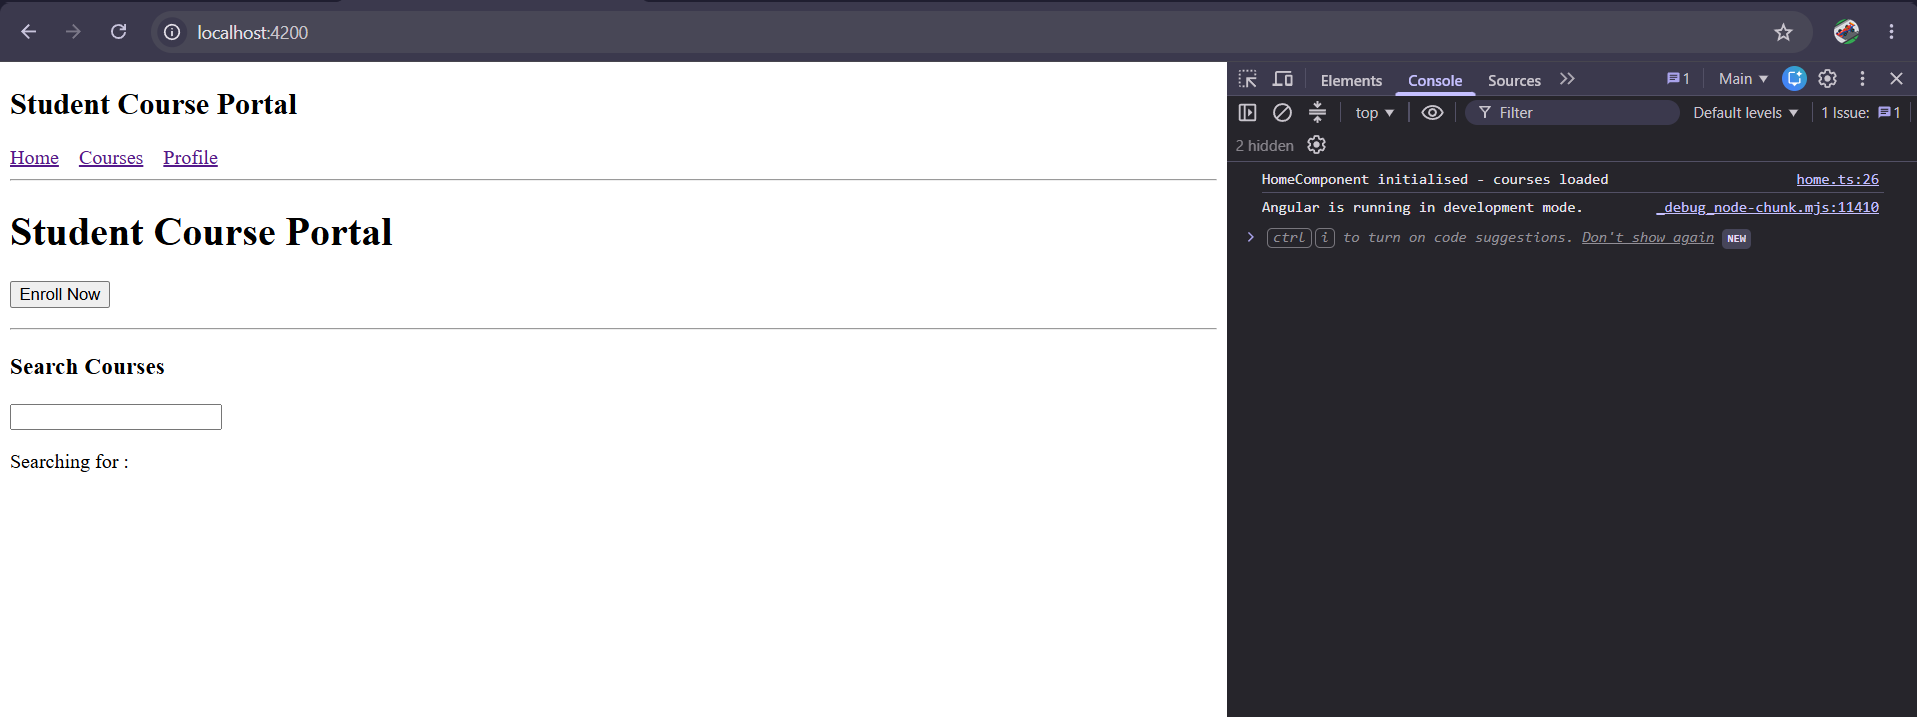 localhost:4200
Student Course Portal
Home Courses Profile
Student Course Portal
Enroll Now
Search Courses
Searching for :
Elements Console Sources 1 Main
top Filter Default levels 1 Issue: 1
2 hidden
HomeComponent initialised - courses loaded home.ts:26
Angular is running in development mode. _debug_node-chunk.mjs:11410
ctrl i to turn on code suggestions. Don't show again NEW